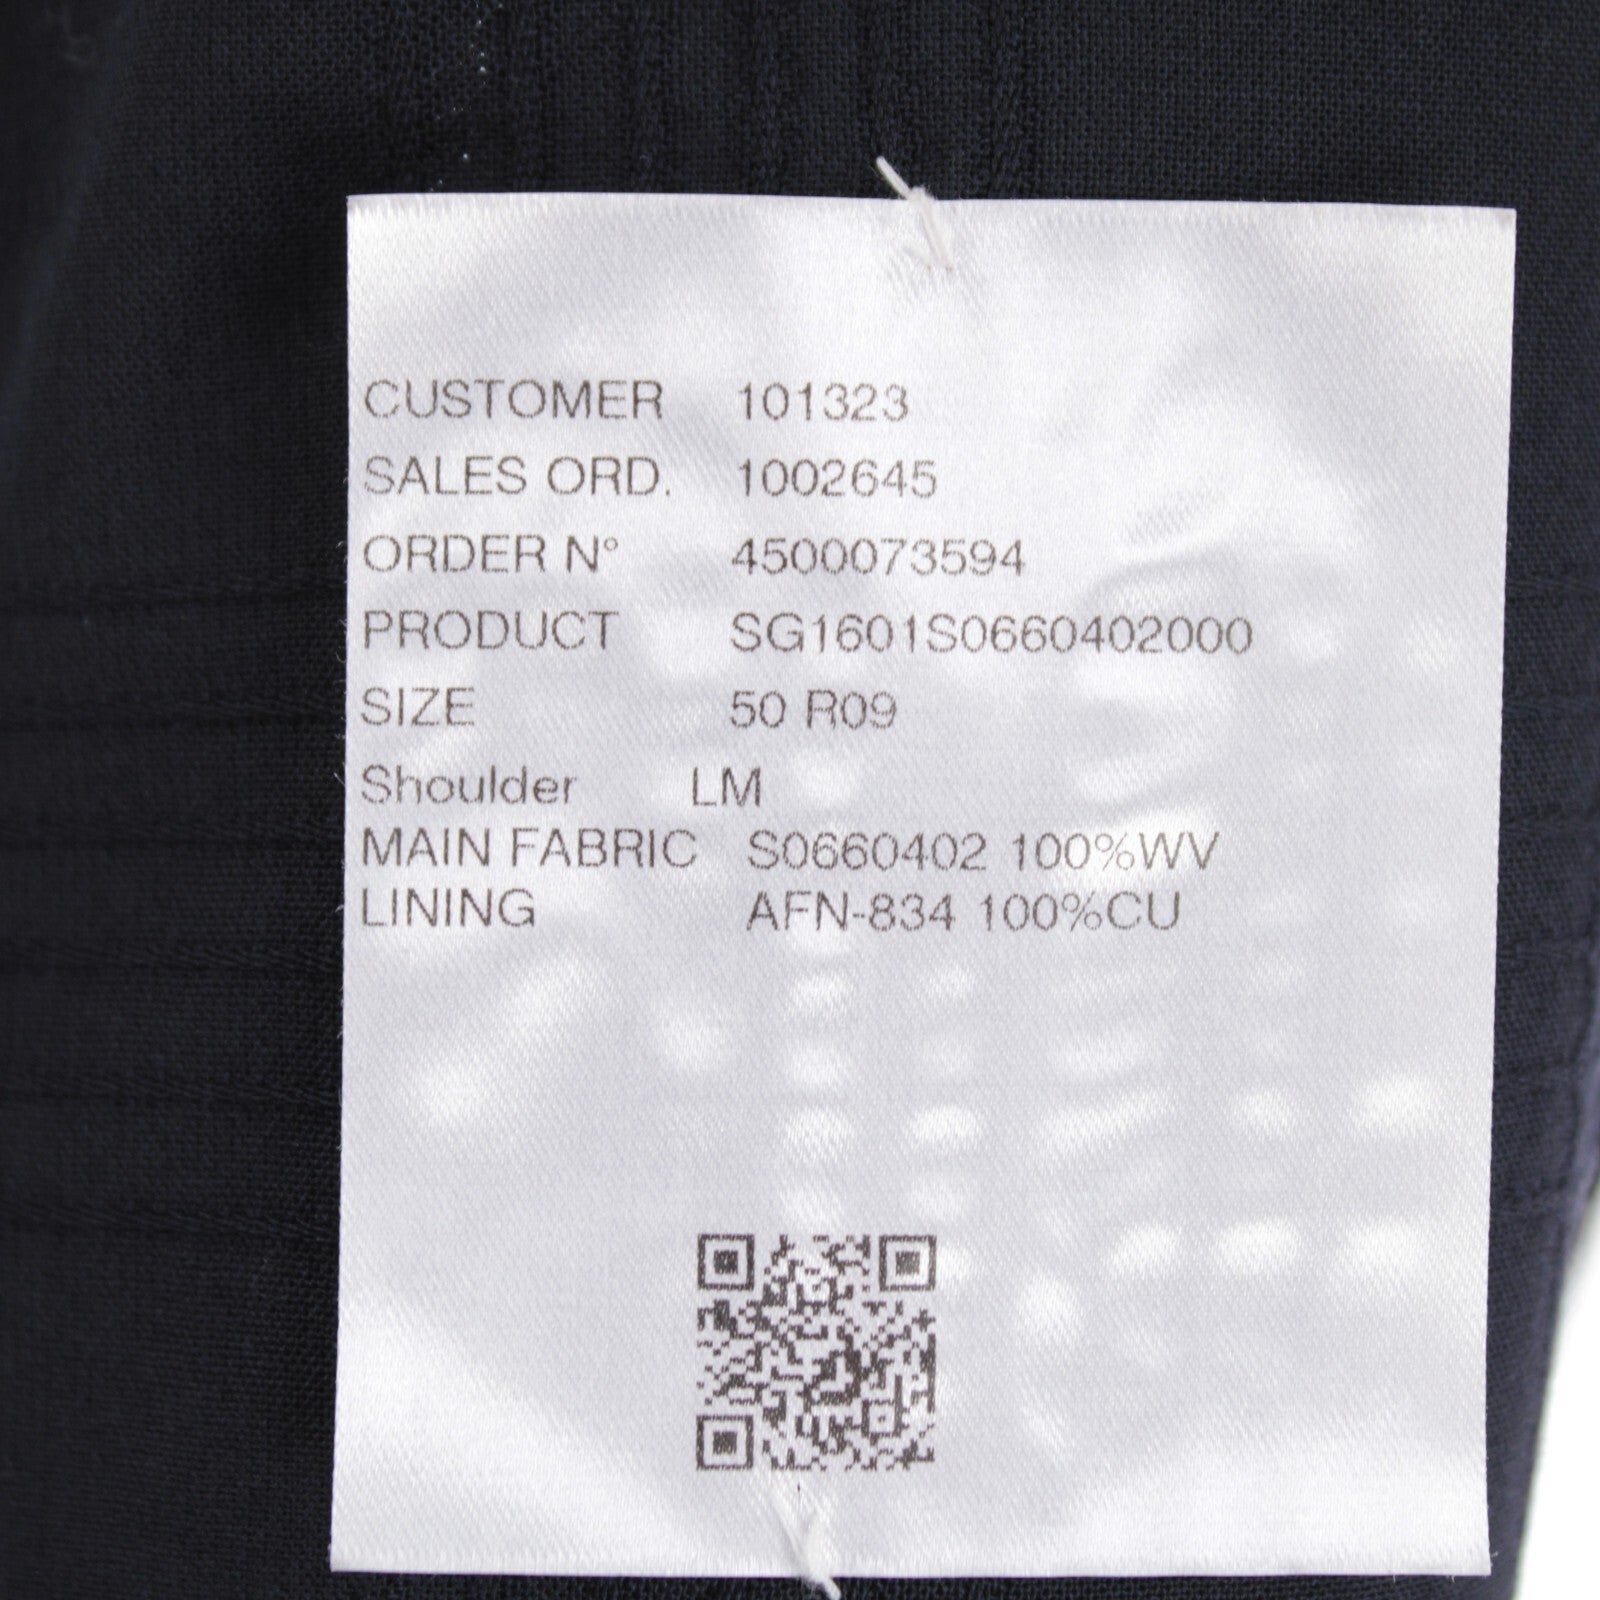 CUSTOMER 101323
SALES ORD. 1002645
ORDER N° 4500073594
PRODUCT SG1601S0660402000
SIZE 50 R09
Shoulder LM
MAIN FABRIC S0660402 100%WV
LINING AFN-834 100%CU